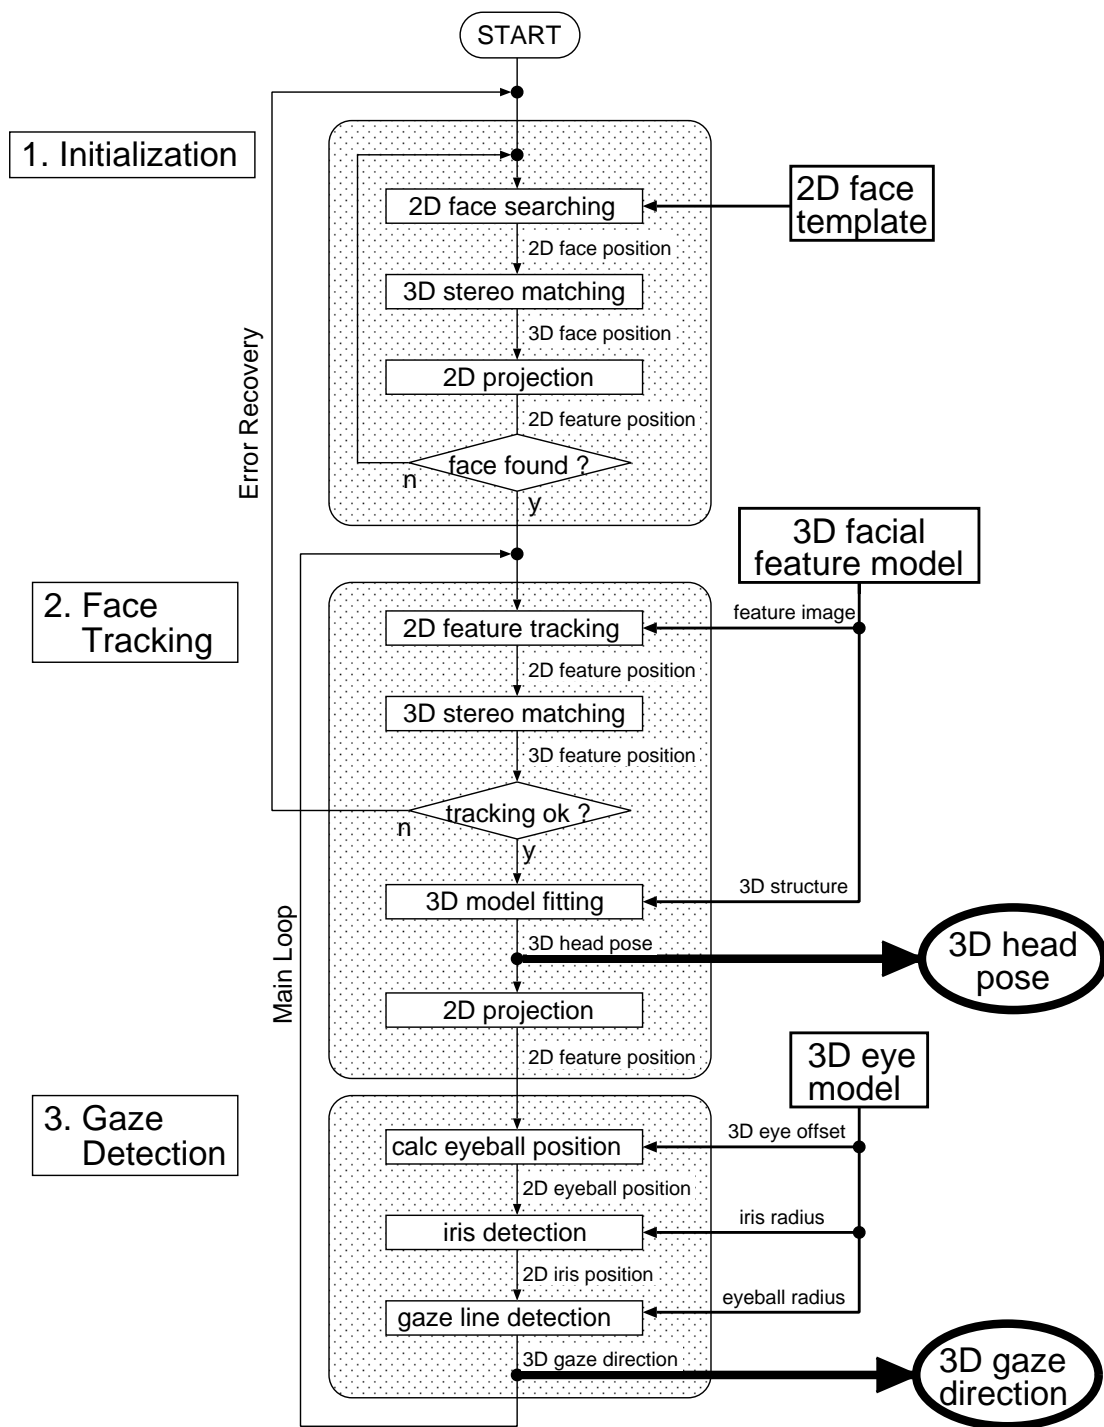 START
1. Initialization
2D face searching
2D face
template
2D face position
3D stereo matching
3D face position
2D projection
2D feature position
face found ?
n
y
Error Recovery
3D facial
feature model
2. Face
Tracking
feature image
2D feature tracking
2D feature position
3D stereo matching
3D feature position
tracking ok ?
n
y
3D structure
3D model fitting
3D head pose
3D head
pose
Main Loop
2D projection
2D feature position
3D eye
model
3. Gaze
Detection
3D eye offset
calc eyeball position
2D eyeball position
iris radius
iris detection
2D iris position
eyeball radius
gaze line detection
3D gaze direction
3D gaze
direction